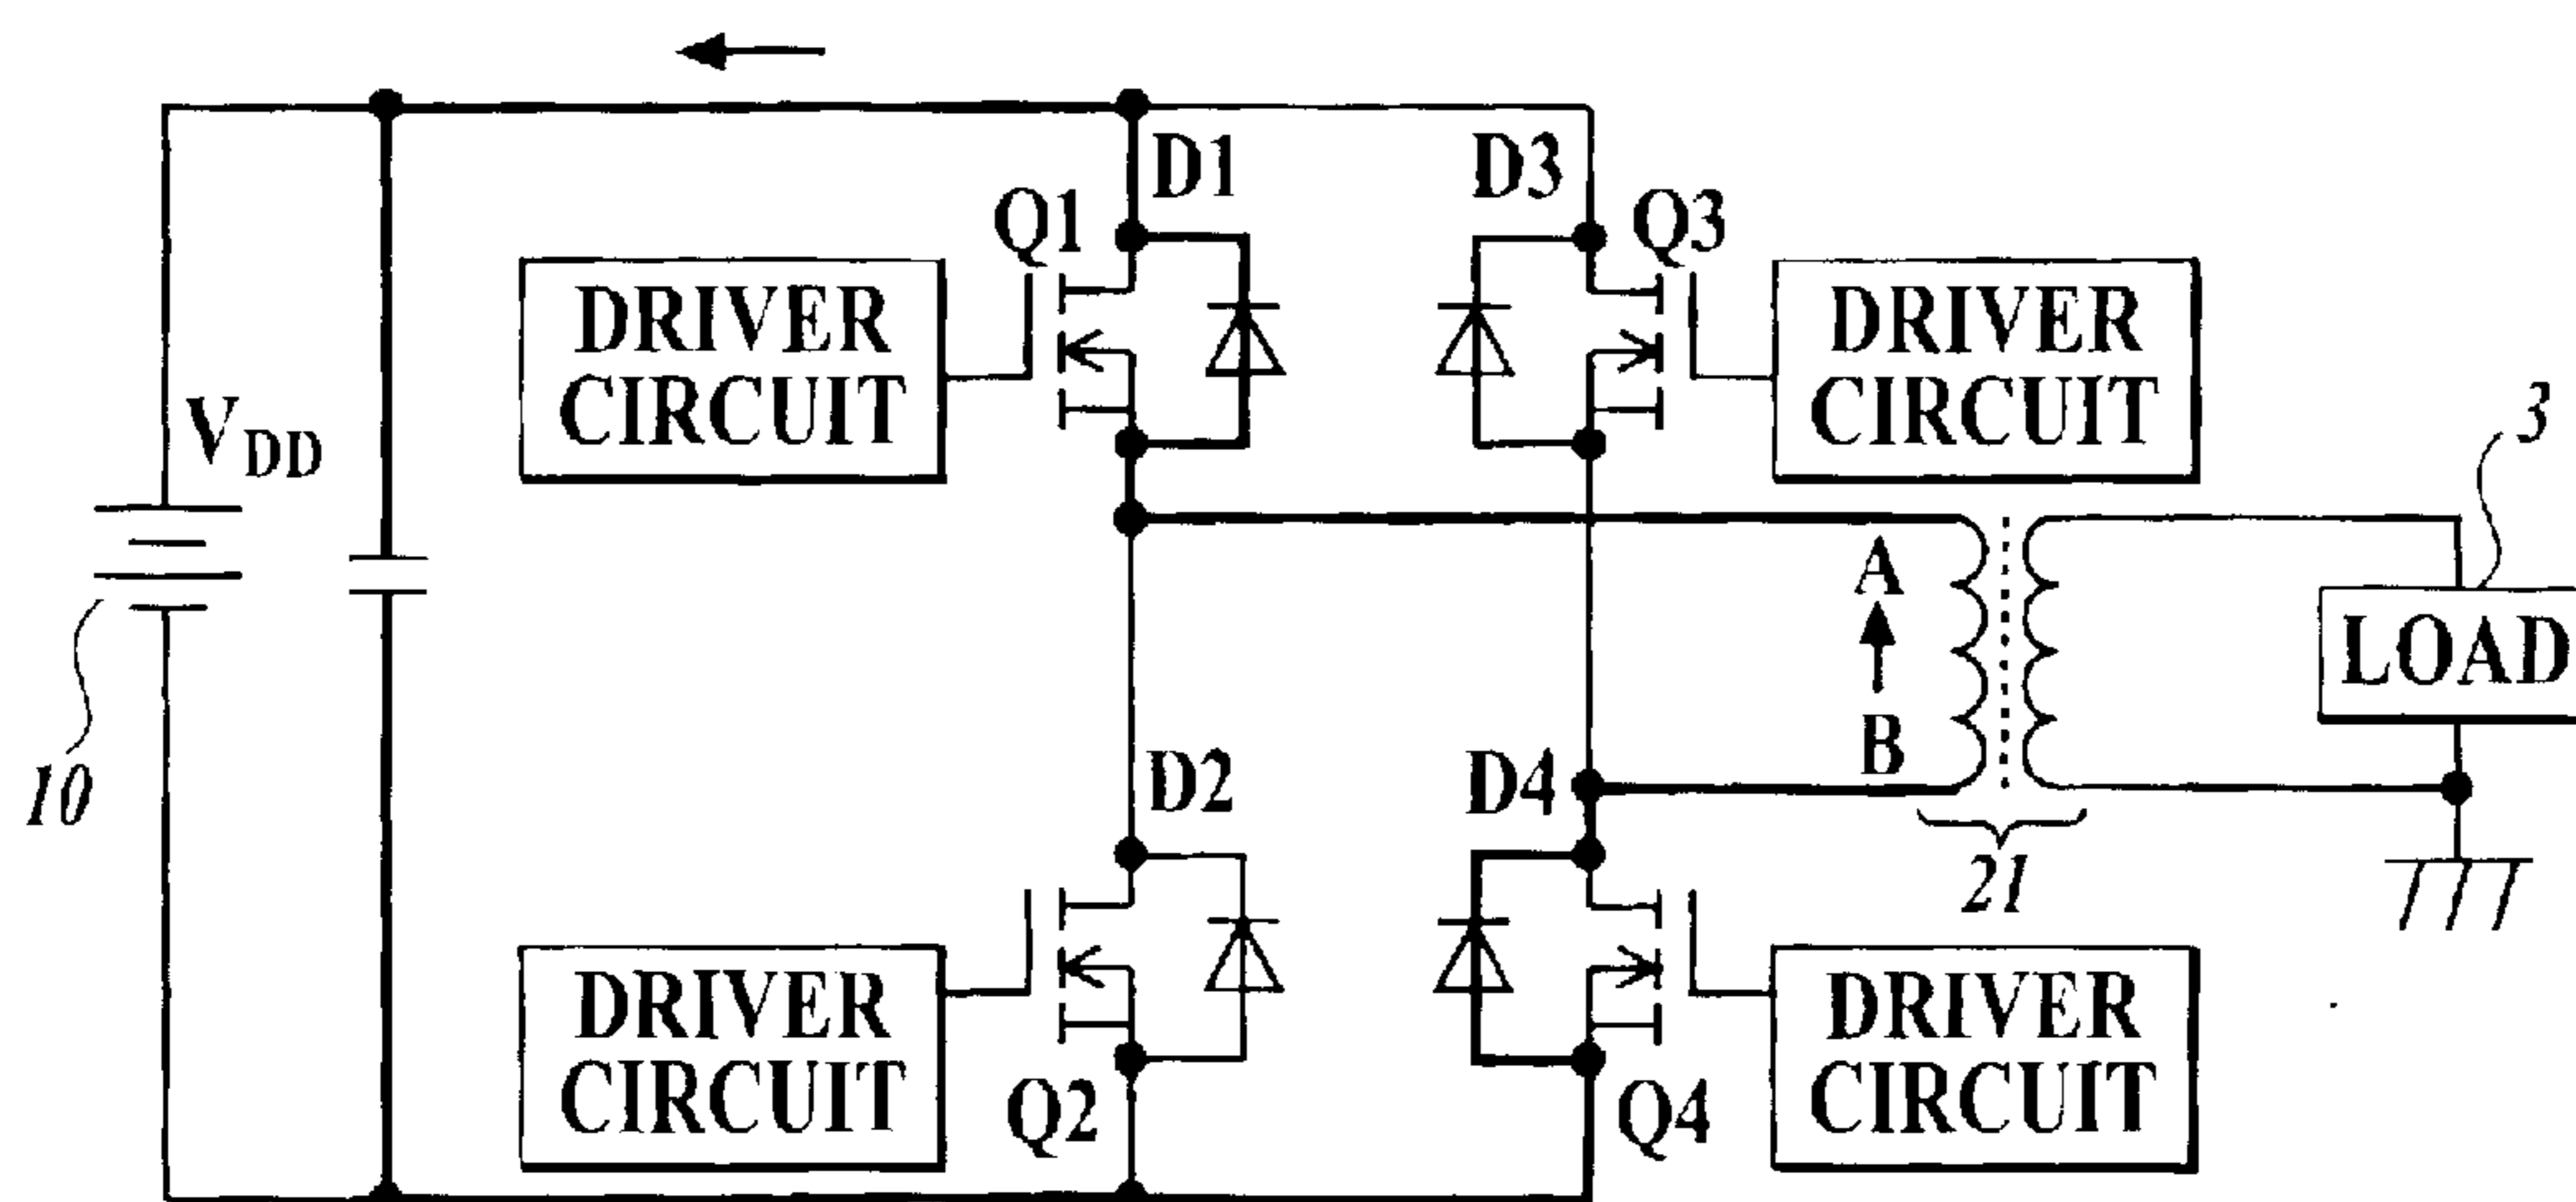 D1
D3
Q1
Q3
DRIVER
CIRCUIT
DRIVER
CIRCUIT
V_DD
3
A
LOAD
B
10
D2
D4
21
DRIVER
CIRCUIT
DRIVER
CIRCUIT
Q2
Q4